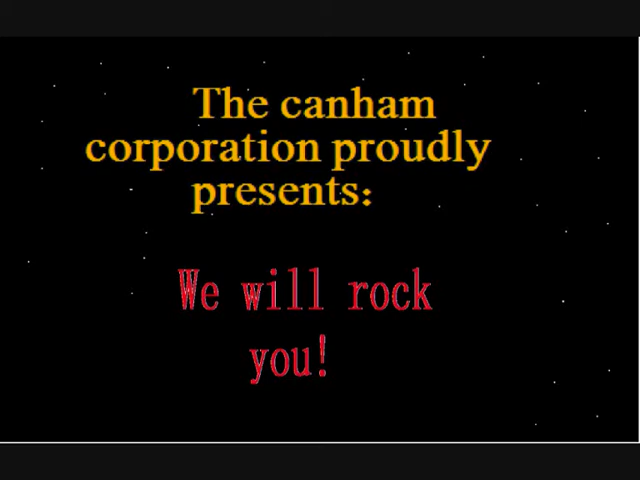 The canham
corporation proudly
presents:
We will rock
you!